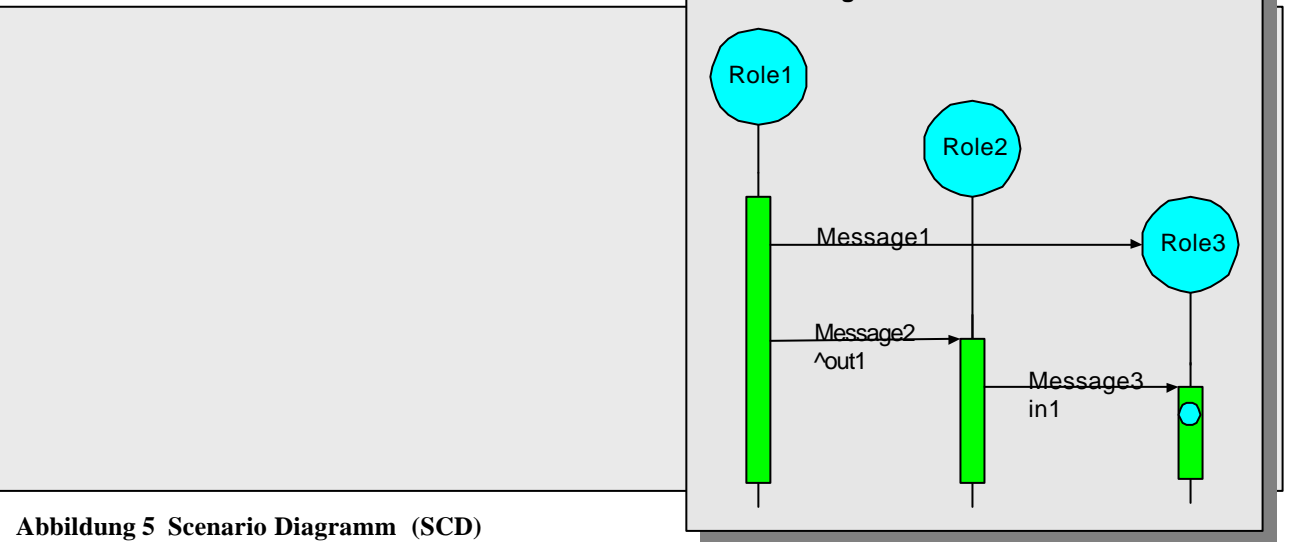 Role1
Role2
Message1
Role3
Message2
^out1
Message3
in1
Abbildung 5  Scenario Diagramm  (SCD)